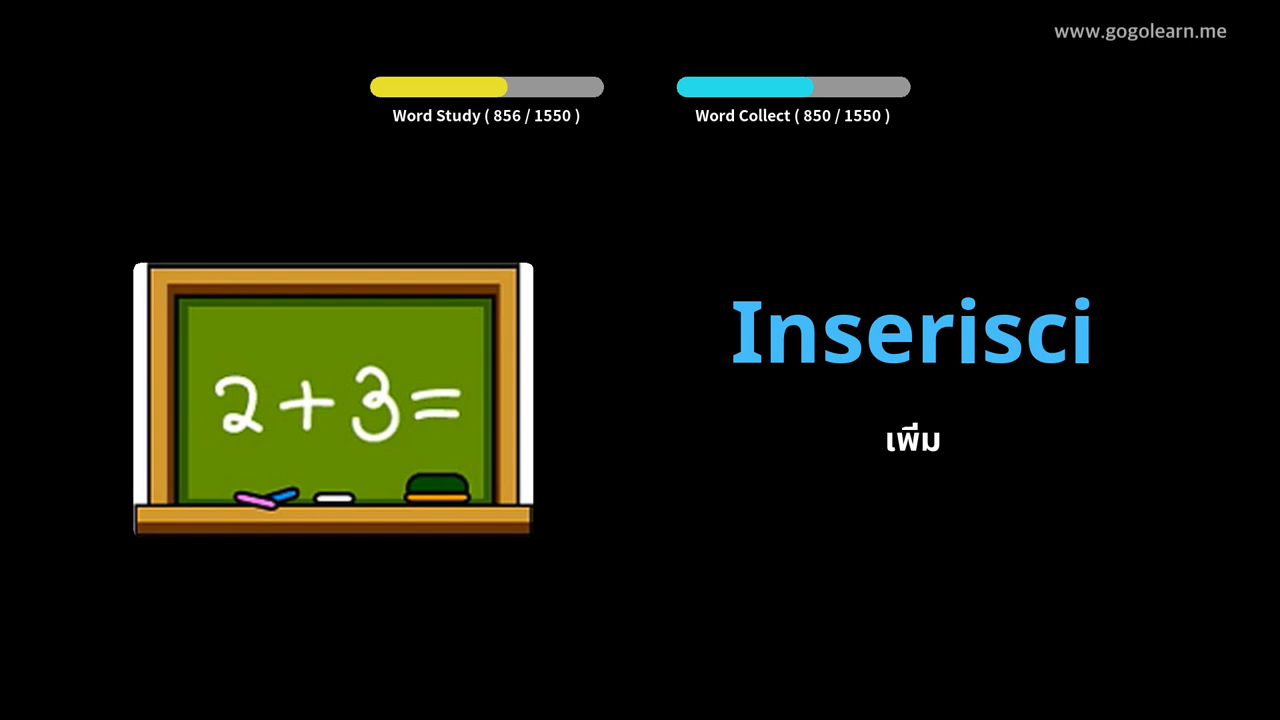 www.gogolearn.me
Word Study ( 856 / 1550 )
Word Collect ( 850 / 1550 )
2+3=
Inserisci
เพิ่ม